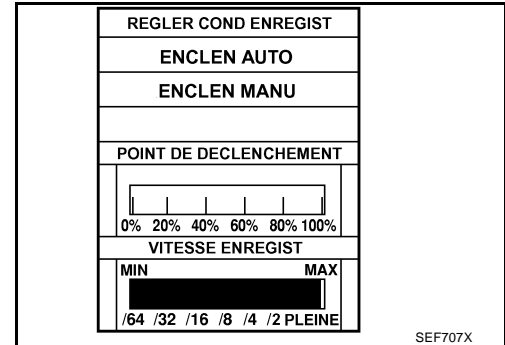 REGLER COND ENREGIST
ENCLEN AUTO
ENCLEN MANU
POINT DE DECLENCHEMENT
0% 20% 40% 60% 80% 100%
VITESSE ENREGIST
MIN MAX
/64 /32 /16 /8 /4 /2 PLEINE
SEF707X